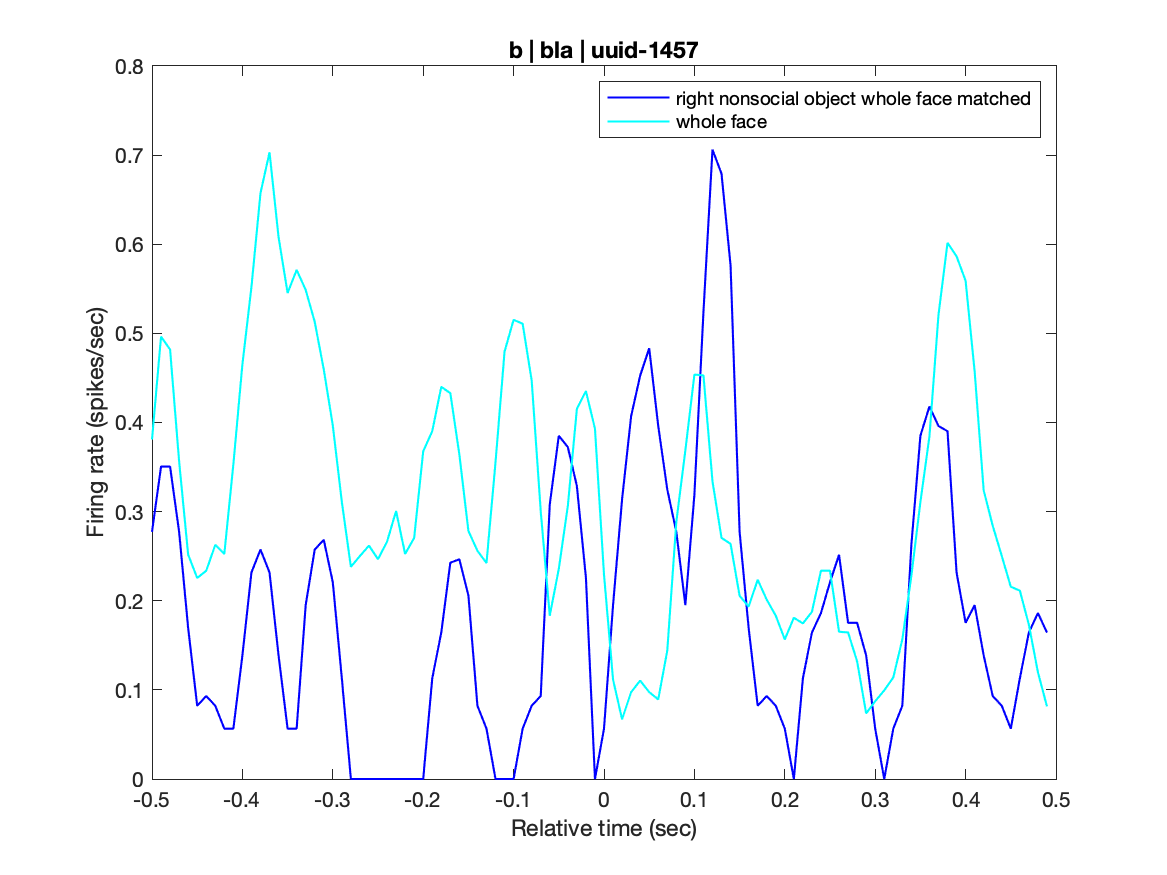 b | bla | uuid-1457
right nonsocial object whole face matched
whole face
Firing rate (spikes/sec)
0.8
0.7
0.6
0.5
0.4
0.3
0.2
0.1
0
-0.5 -0.4 -0.3 -0.2 -0.1 0 0.1 0.2 0.3 0.4 0.5
Relative time (sec)